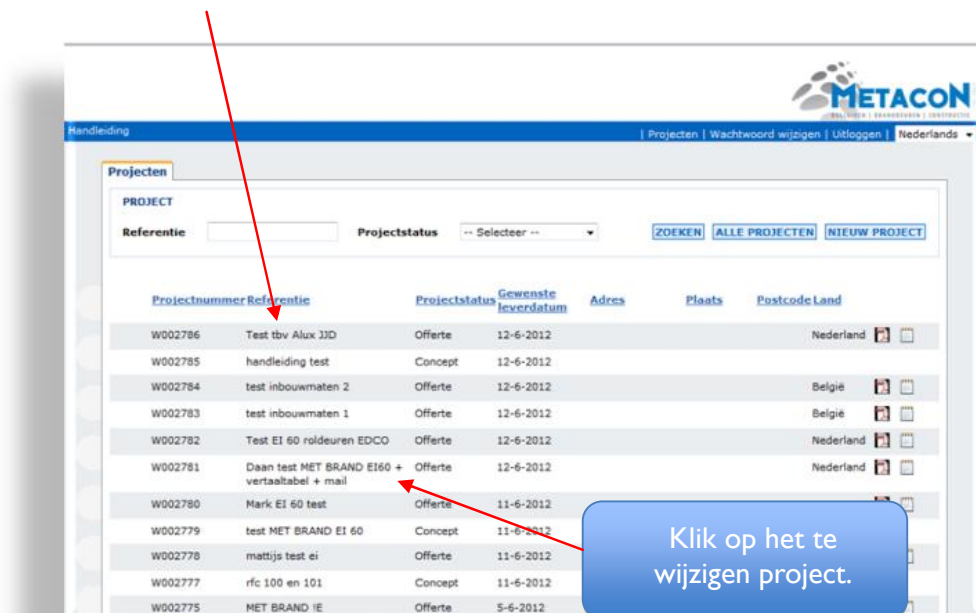 METACON
Handleiding | Projecten | Wachtwoord wijzigen | Uitloggen | Nederlands
Projecten
PROJECT
Referentie Projectstatus -- Selecteer -- ZOEKEN ALLE PROJECTEN NIEUW PROJECT
Projectnummer Referentie Projectstatus Gewenste leverdatum Adres Plaats Postcode Land
W002786 Test tbv Alux JJD Offerte 12-6-2012 Nederland
W002785 handleiding test Concept 12-6-2012
W002784 test inbouwmaten 2 Offerte 12-6-2012 België
W002783 test inbouwmaten 1 Offerte 12-6-2012 België
W002782 Test EI 60 roldeuren EDCO Offerte 12-6-2012 Nederland
W002781 Daan test MET BRAND EI60 + Offerte 12-6-2012 Nederland
vertaaltabel + mail
W002780 Mark EI 60 test Offerte 11-6-2012
W002779 test MET BRAND EI 60 Concept 11-6-2012
W002778 mattijs test ei Offerte 11-6-2012
W002777 rfc 100 en 101 Concept 11-6-2012
W002775 MET BRAND !E Offerte 5-6-2012
Klik op het te
wijzigen project.